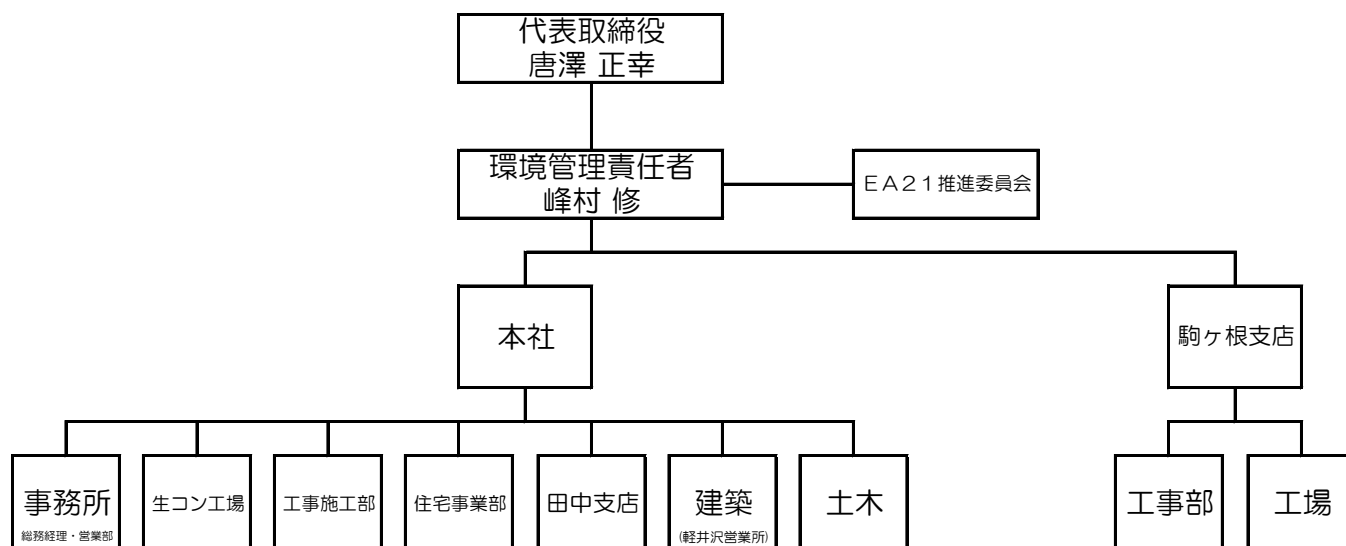 代表取締役
唐澤 正幸
環境管理責任者
峰村 修
ＥＡ２１推進委員会
本社
駒ヶ根支店
事務所
総務経理・営業部
生コン工場
工事施工部
住宅事業部
田中支店
建築
(軽井沢営業所)
土木
工事部
工場